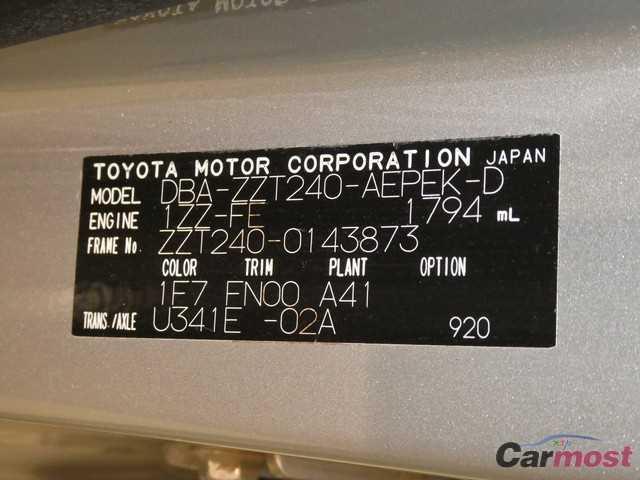 TOYOTA MOTOR CORPORATION JAPAN
MODEL DBA-ZZT240-AEPEK-D
ENGINE 1ZZ-FE 1794 mL
FRAME No. ZZT240-0143873
COLOR TRIM PLANT OPTION
1F7 FN00 A41
TRANS./AXLE U341E -02A 920
Carmost